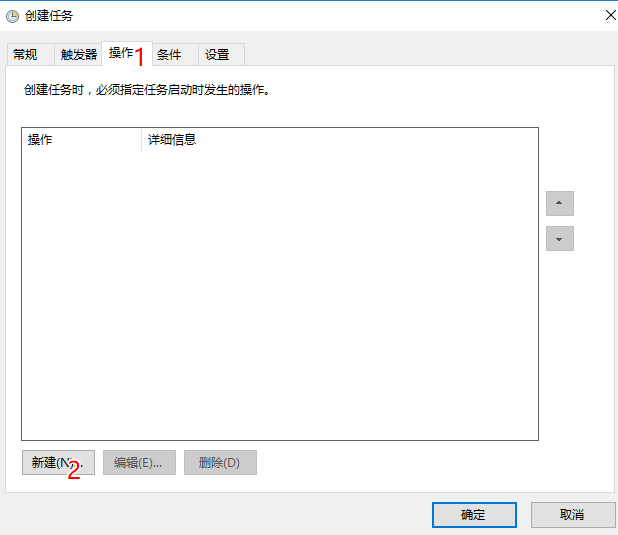 创建任务
常规 触发器 操作 1 条件 设置
创建任务时，必须指定任务启动时发生的操作。
操作 详细信息
新建(N)... 2 编辑(E)... 删除(D)
确定 取消